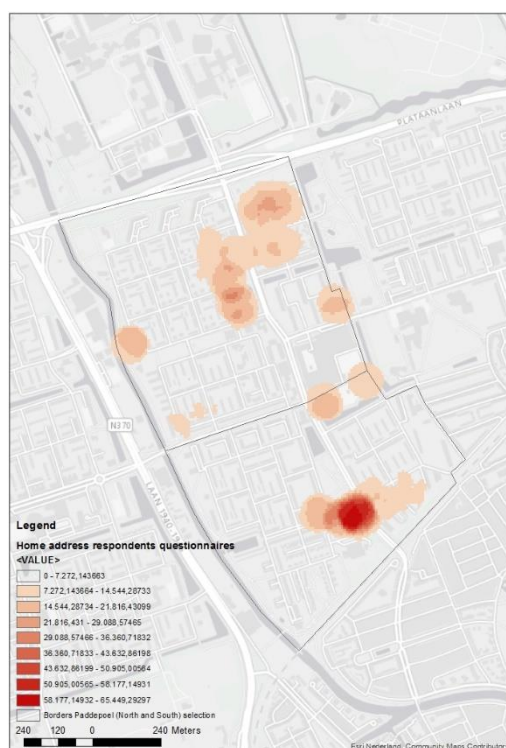 PLATAANLAAN
N370
LAAN 1940-19
Legend
Home address respondents questionnaires
<VALUE>
0 - 7.272,143663
7.272,143664 - 14.544,28733
14.544,28734 - 21.816,43099
21.816,431 - 29.088,57465
29.088,57466 - 36.360,71832
36.360,71833 - 43.632,86198
43.632,86199 - 50.905,00564
50.905,00565 - 58.177,14931
58.177,14932 - 65.449,29297
Borders Paddepoel (North and South) selection
240 120 0 240 Meters
Esri Nederland, Community Maps Contributor